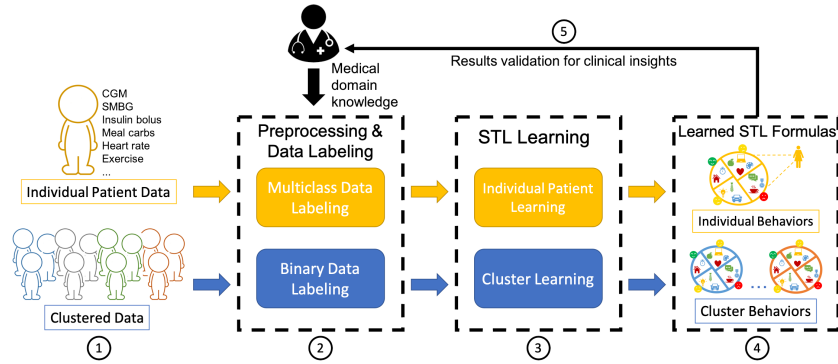 5
Results validation for clinical insights
Medical
domain
knowledge
CGM
SMBG
Insulin bolus
Meal carbs
Heart rate
Exercise
...
Individual Patient Data
Preprocessing &
Data Labeling
STL Learning
Learned STL Formulas
Multiclass Data
Labeling
Individual Patient
Learning
Individual Behaviors
Binary Data
Labeling
Cluster Learning
...
Clustered Data
Cluster Behaviors
1
2
3
4